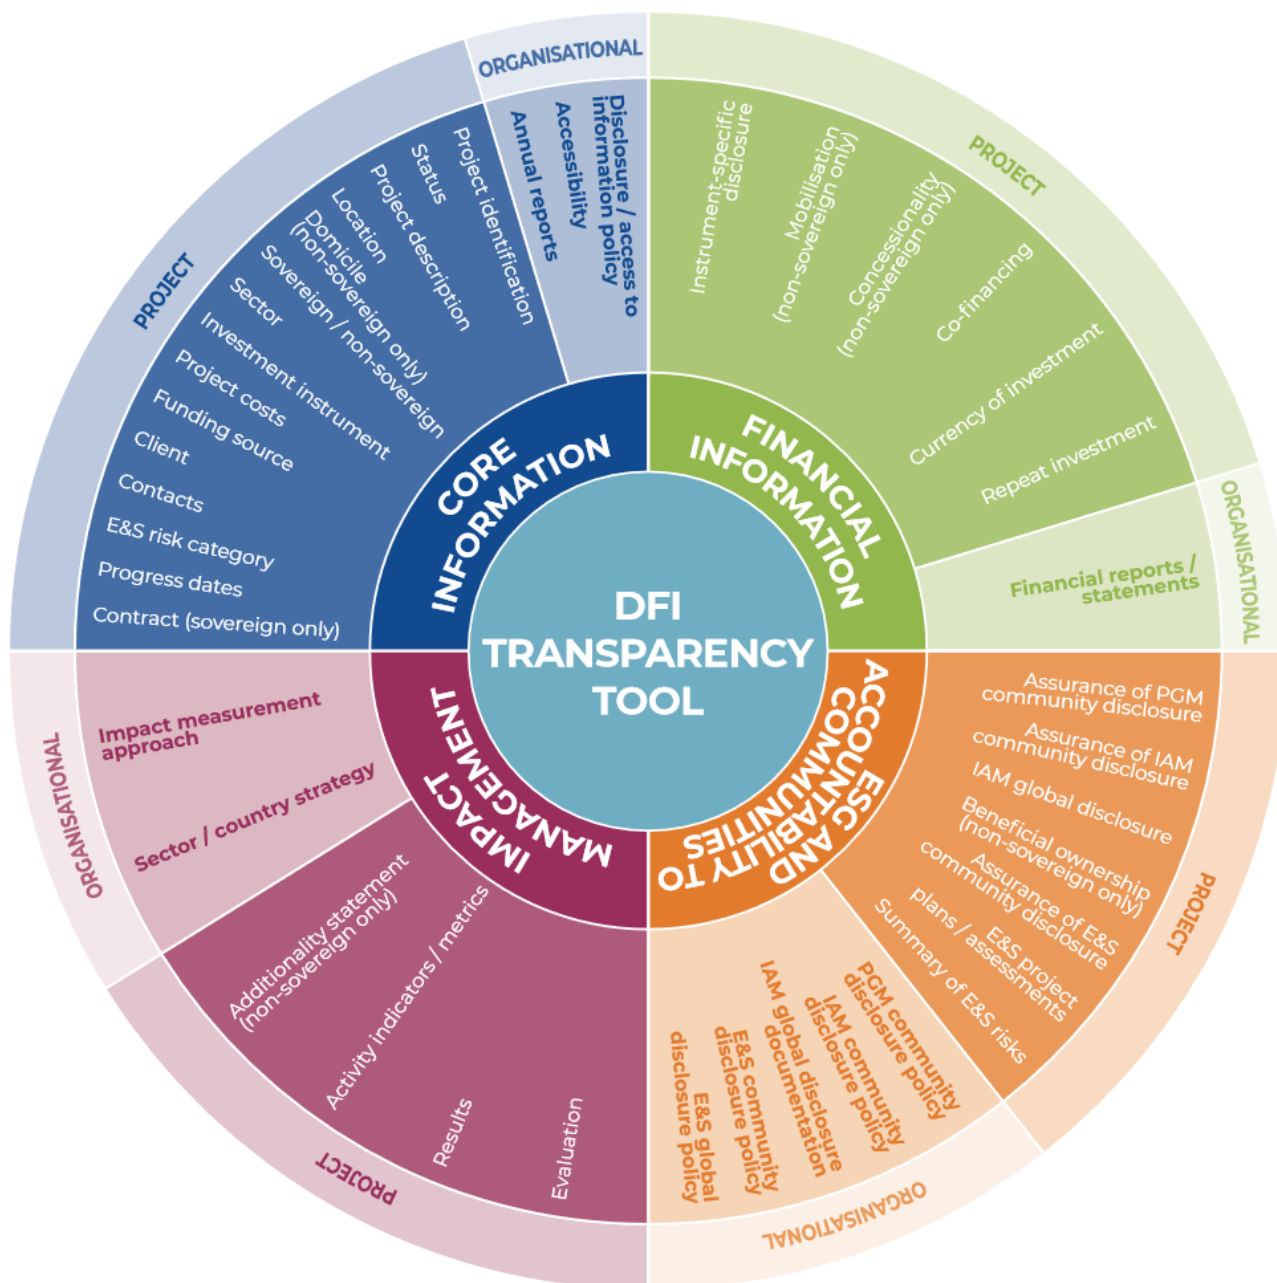 DFI
TRANSPARENCY
TOOL
CORE
INFORMATION
ORGANISATIONAL
Disclosure / access to
information policy
Accessibility
Annual reports
PROJECT
Project identification
Status
Project description
Location
Domicile
(non-sovereign only)
Sovereign / non-sovereign
Sector
Investment instrument
Project costs
Funding source
Client
Contacts
E&S risk category
Progress dates
Contract (sovereign only)
FINANCIAL
INFORMATION
PROJECT
Instrument-specific
disclosure
Mobilisation
(non-sovereign only)
Concessionality
(non-sovereign only)
Co-financing
Currency of investment
Repeat investment
ORGANISATIONAL
Financial reports /
statements
ESG AND
ACCOUNTABILITY TO
COMMUNITIES
PROJECT
Assurance of PGM
community disclosure
Assurance of IAM
community disclosure
IAM global disclosure
Beneficial ownership
(non-sovereign only)
Assurance of E&S
community disclosure
E&S project
plans / assessments
Summary of E&S risks
ORGANISATIONAL
PGM community
disclosure policy
IAM community
disclosure policy
IAM global disclosure
documentation
E&S community
disclosure policy
E&S global
disclosure policy
IMPACT
MANAGEMENT
ORGANISATIONAL
Impact measurement
approach
Sector / country strategy
PROJECT
Additionality statement
(non-sovereign only)
Activity indicators / metrics
Results
Evaluation